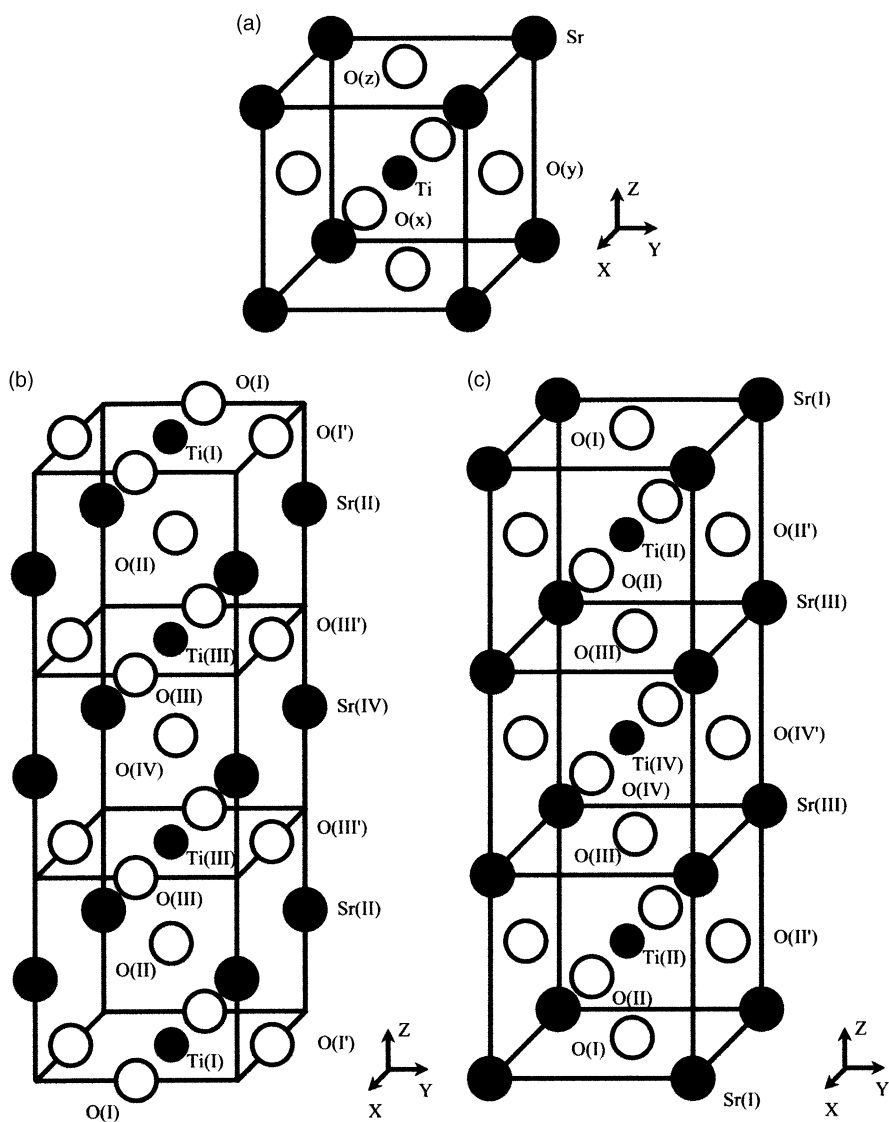 (a)
Sr
O(z)
O(y)
Ti
O(x)
Z
Y
X
(b)
O(I)
O(I')
Ti(I)
Sr(II)
O(II)
O(III')
Ti(III)
O(III)
Sr(IV)
O(IV)
O(III')
Ti(III)
O(III)
Sr(II)
O(II)
O(I')
Ti(I)
O(I)
Z
Y
X
(c)
Sr(I)
O(I)
O(II')
Ti(II)
O(II)
Sr(III)
O(III)
O(IV')
Ti(IV)
O(IV)
Sr(III)
O(III)
O(II')
Ti(II)
O(II)
O(I)
Sr(I)
Z
Y
X